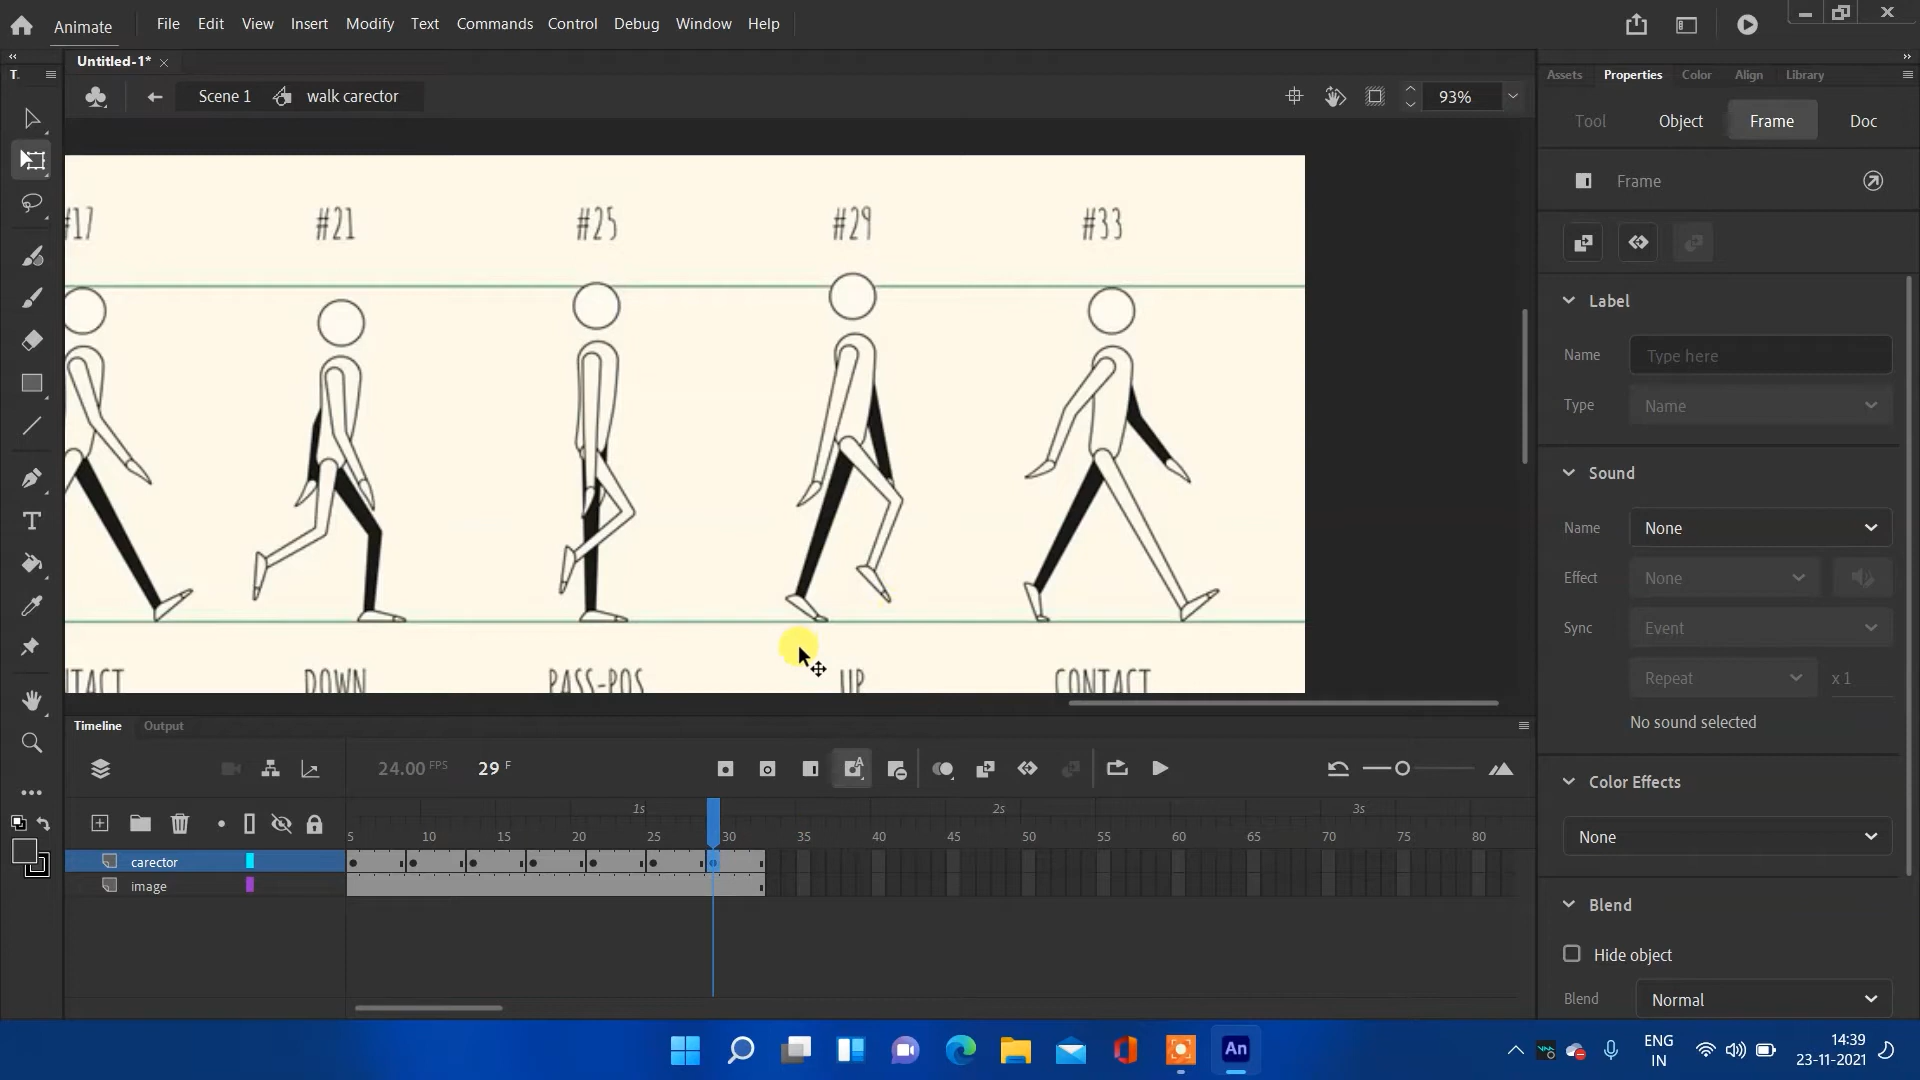 Animate File Edit View Insert Modify Text Commands Control Debug Window Help
Untitled-1*
T.
Scene 1 walk carector 93%
Assets Properties Color Align Library
Tool Object Frame Doc
Frame
Label
Name Type here
Type Name
Sound
Name None
Effect None
Sync Event
Repeat x 1
No sound selected
Color Effects
None
Blend
Hide object
Blend Normal
#17 #21 #25 #29 #33
NTACT DOWN PASS-POS UP CONTACT
Timeline Output
24.00 FPS 29 F
1s 2s 3s
5 10 15 20 25 30 35 40 45 50 55 60 65 70 75 80
carector
image
An
ENG
IN
14:39
23-11-2021